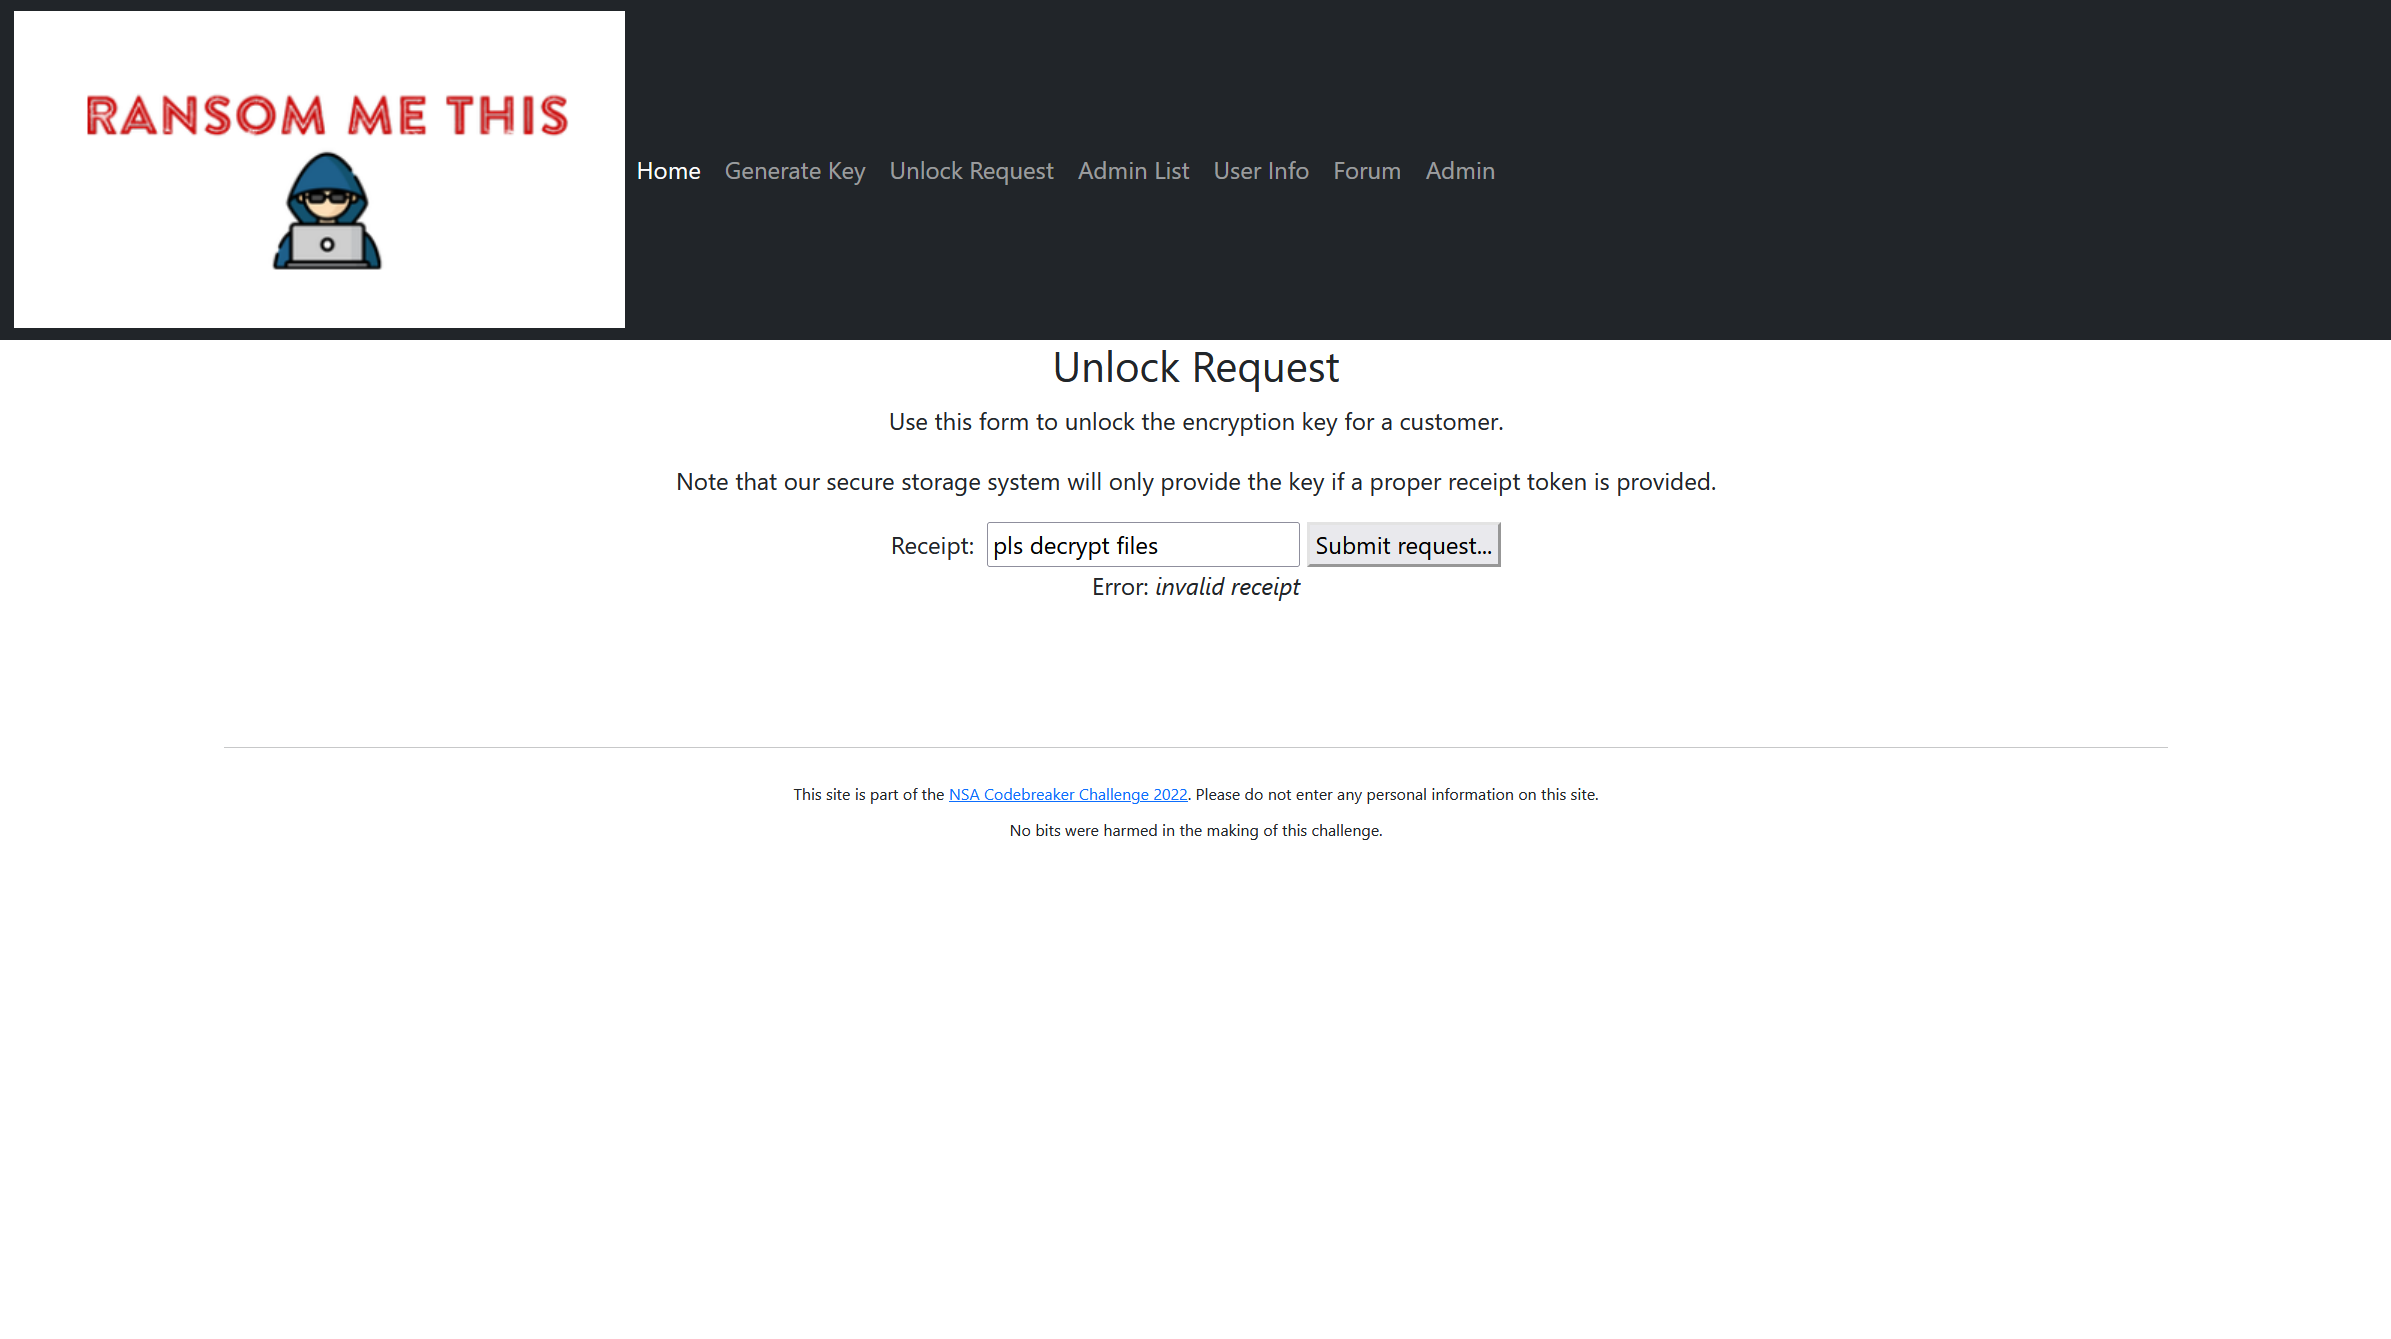 RANSOM ME THIS
Home Generate Key Unlock Request Admin List User Info Forum Admin
Unlock Request
Use this form to unlock the encryption key for a customer.
Note that our secure storage system will only provide the key if a proper receipt token is provided.
Receipt: pls decrypt files Submit request...
Error: invalid receipt
This site is part of the NSA Codebreaker Challenge 2022. Please do not enter any personal information on this site.
No bits were harmed in the making of this challenge.